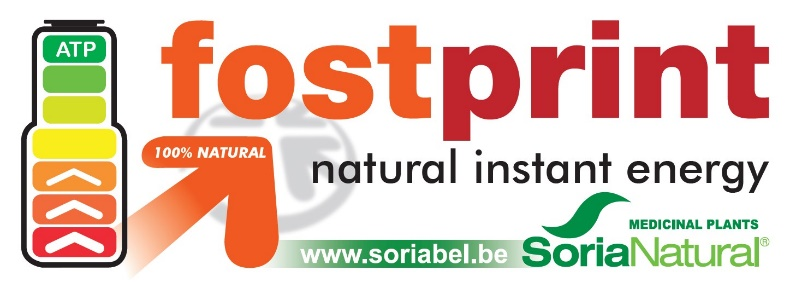 ATP
fostprint
100% NATURAL
natural instant energy
MEDICINAL PLANTS
www.soriabel.be
SoriaNatural®